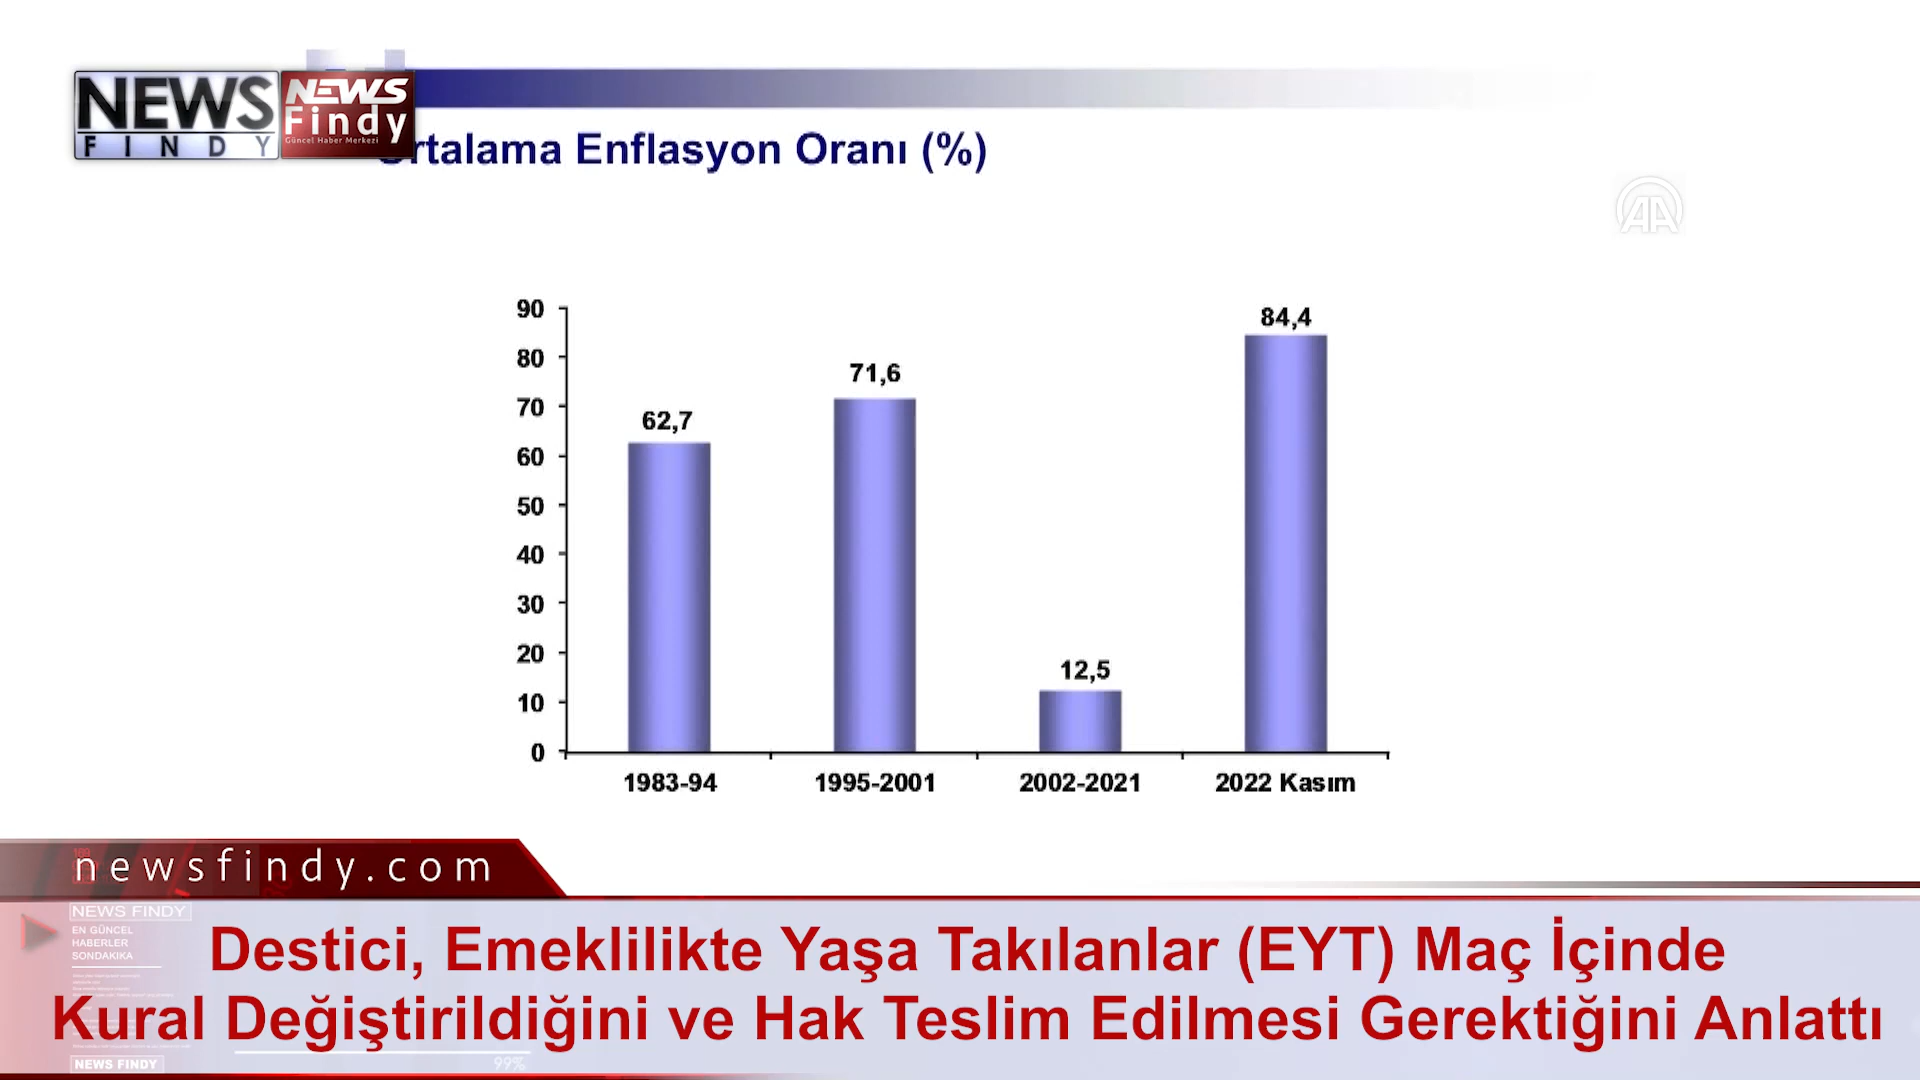 NEWS
FINDY
NEWS
Findy
Güncel Haber Merkezi
Ortalama Enflasyon Oranı (%)
AA
90
80
70
60
50
40
30
20
10
0
62,7
71,6
12,5
84,4
1983-94
1995-2001
2002-2021
2022 Kasım
newsfindy.com
NEWS FINDY
EN GÜNCEL
HABERLER
SONDAKIKA
Destici, Emeklilikte Yaşa Takılanlar (EYT) Maç İçinde
Kural Değiştirildiğini ve Hak Teslim Edilmesi Gerektiğini Anlattı
NEWS FINDY
99%